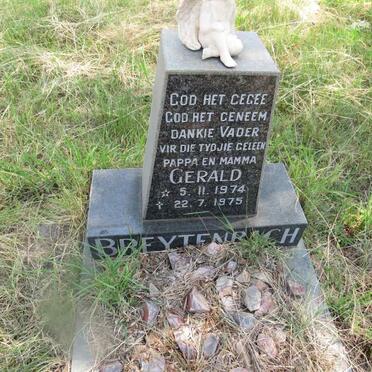 GOD HET GEGEE
GOD HET GENEEM
DANKIE VADER
VIR DIE TYDJIE GELEEN
PAPPA EN MAMMA
GERALD
☆ 5.11.1974
✝ 22.7.1975
BREYTENBACH